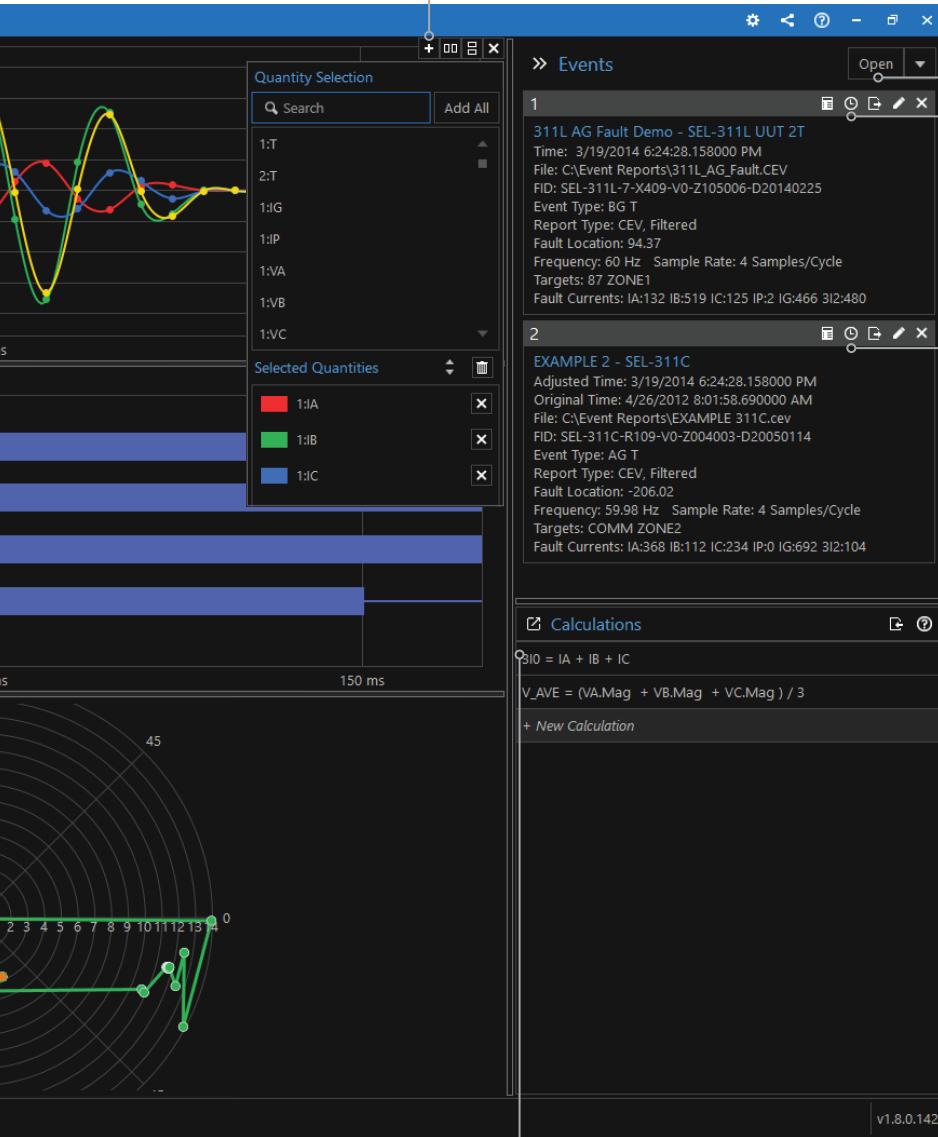 Quantity Selection
Search
Add All
1:T
2:T
1:IG
1:IP
1:VA
1:VB
1:VC
Selected Quantities
1:IA
1:IB
1:IC
150 ms
45
0
2 3 4 5 6 7 8 9 10 11 12 13 14
Events
Open
1
311L AG Fault Demo - SEL-311L UUT 2T
Time: 3/19/2014 6:24:28.158000 PM
File: C:\Event Reports\311L_AG_Fault.CEV
FID: SEL-311L-7-X409-V0-Z105006-D20140225
Event Type: BG T
Report Type: CEV, Filtered
Fault Location: 94.37
Frequency: 60 Hz Sample Rate: 4 Samples/Cycle
Targets: 87 ZONE1
Fault Currents: IA:132 IB:519 IC:125 IP:2 IG:466 3I2:480
2
EXAMPLE 2 - SEL-311C
Adjusted Time: 3/19/2014 6:24:28.158000 PM
Original Time: 4/26/2012 8:01:58.690000 AM
File: C:\Event Reports\EXAMPLE 311C.cev
FID: SEL-311C-R109-V0-Z004003-D20050114
Event Type: AG T
Report Type: CEV, Filtered
Fault Location: -206.02
Frequency: 59.98 Hz Sample Rate: 4 Samples/Cycle
Targets: COMM ZONE2
Fault Currents: IA:368 IB:112 IC:234 IP:0 IG:692 3I2:104
Calculations
3I0 = IA + IB + IC
V_AVE = (VA.Mag + VB.Mag + VC.Mag ) / 3
+ New Calculation
v1.8.0.142